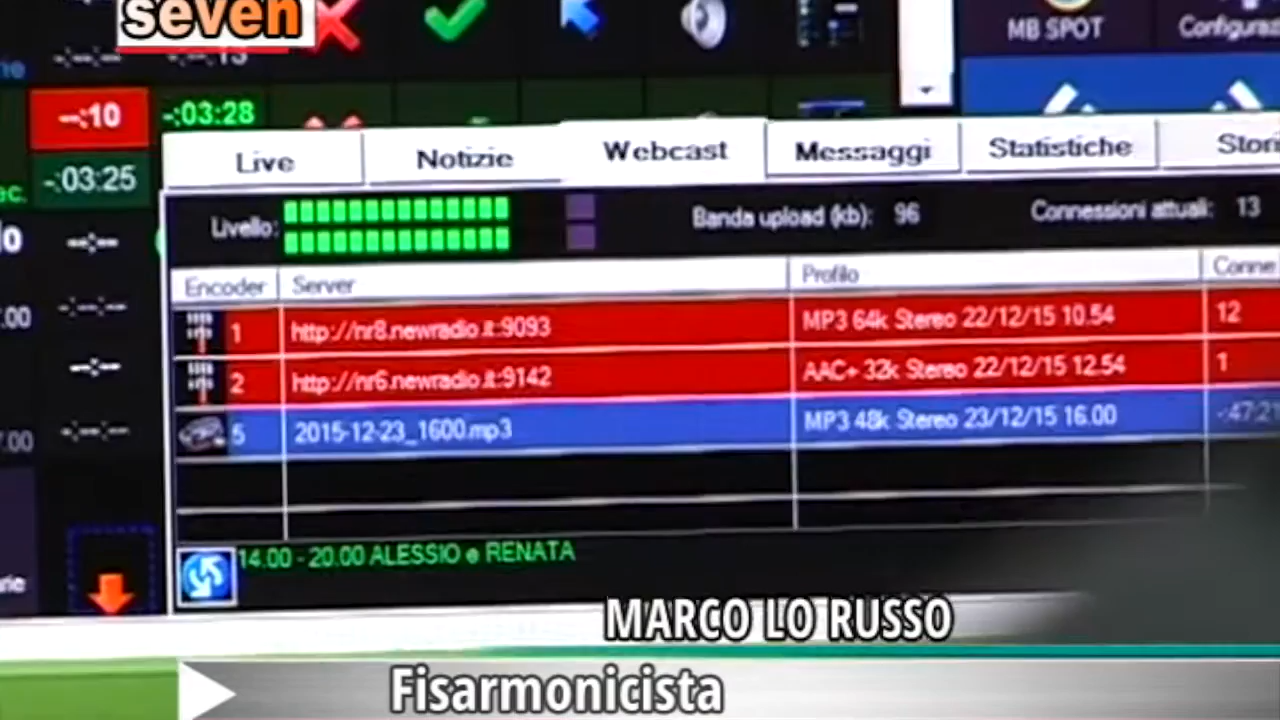 seven
MB SPOT
--:10
-:03:28
-:03:25
Live
Notizie
Webcast
Messaggi
Statistiche
Livello:
Banda upload (kb): 96
Connessioni attuali: 13
Encoder
Server
Profilo
1 http://nr8.newradio.it:9093 MP3 64k Stereo 22/12/15 10.54 12
2 http://nr6.newradio.it:9142 AAC+ 32k Stereo 22/12/15 12.54 1
5 2015-12-23_1600.mp3 MP3 48k Stereo 23/12/15 16.00
14.00 - 20.00 ALESSIO e RENATA
MARCO LO RUSSO
Fisarmonicista